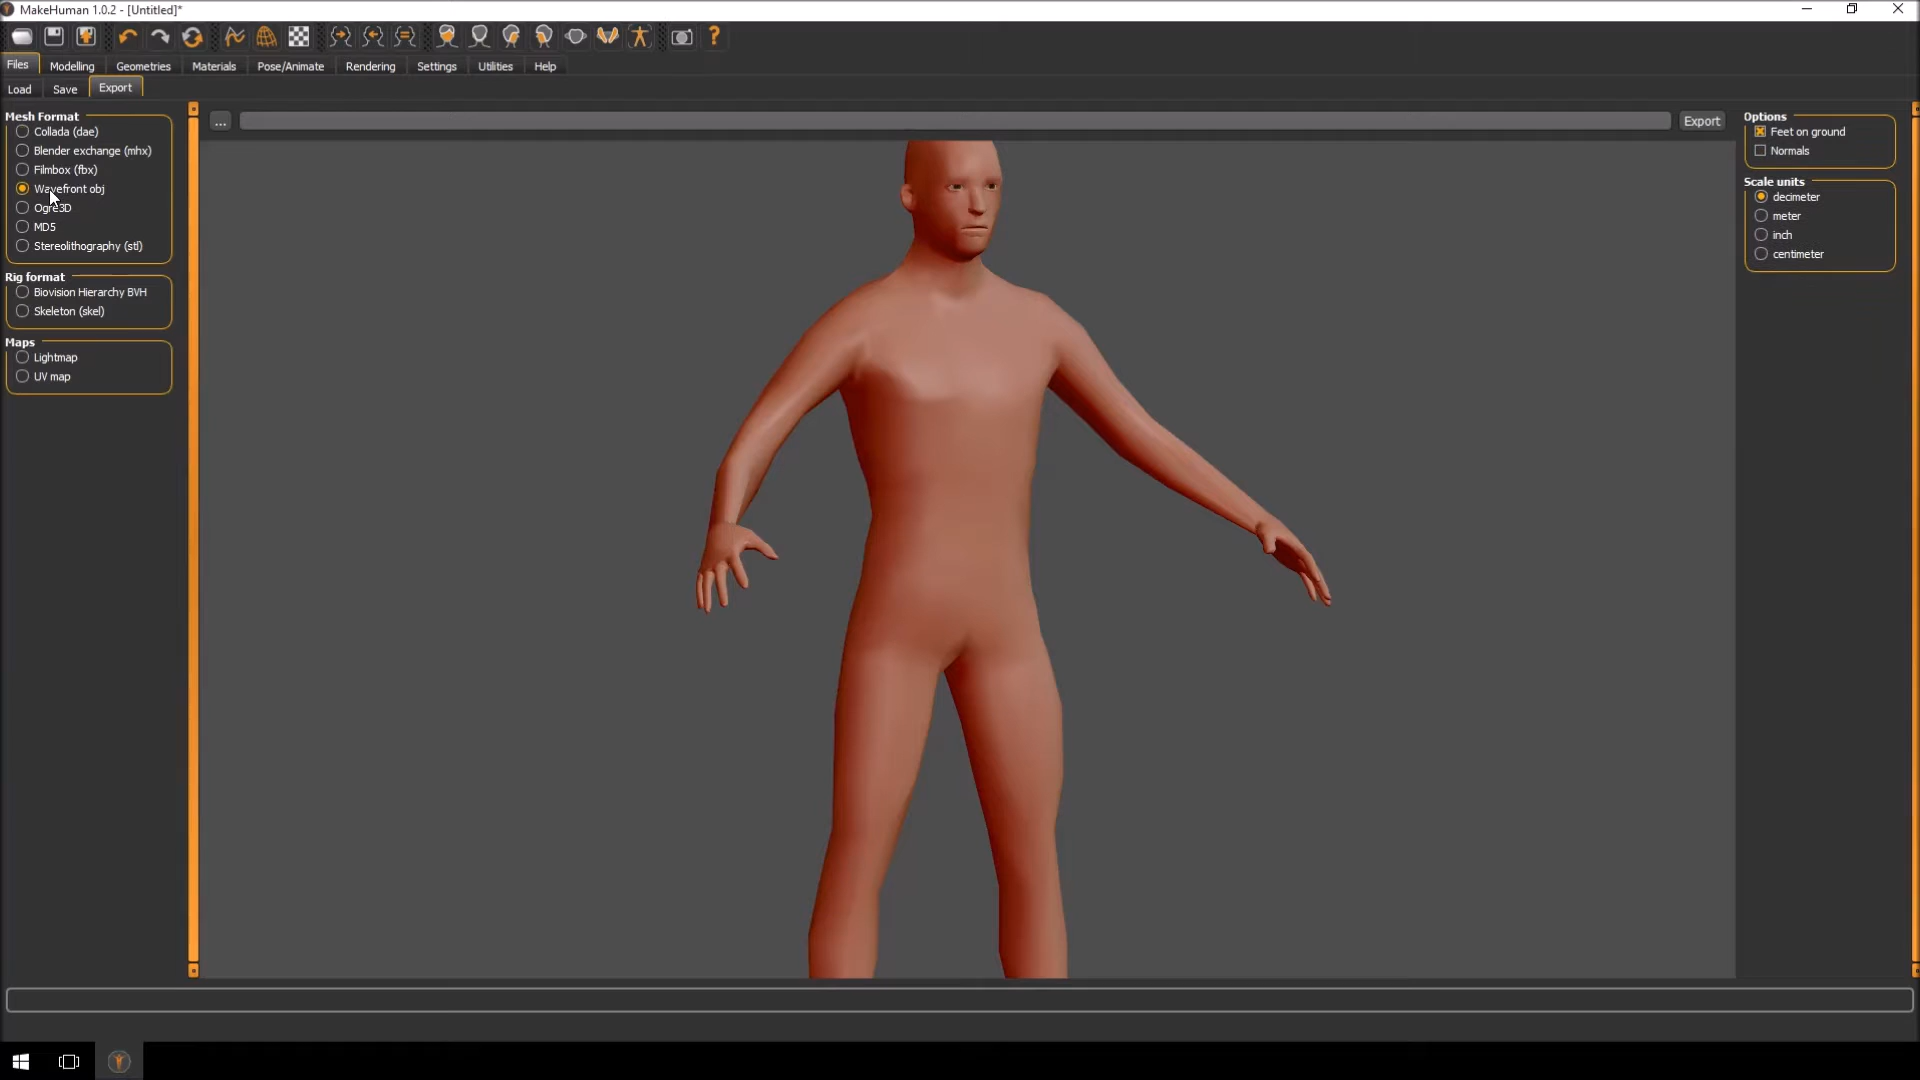 MakeHuman 1.0.2 - [Untitled]*
Files Modelling Geometries Materials Pose/Animate Rendering Settings Utilities Help
Load Save Export
Mesh Format
Collada (dae)
Blender exchange (mhx)
Filmbox (fbx)
Wavefront obj
Ogre3D
MD5
Stereolithography (stl)
Rig format
Biovision Hierarchy BVH
Skeleton (skel)
Maps
Lightmap
UV map
...
Export
Options
Feet on ground
Normals
Scale units
decimeter
meter
inch
centimeter